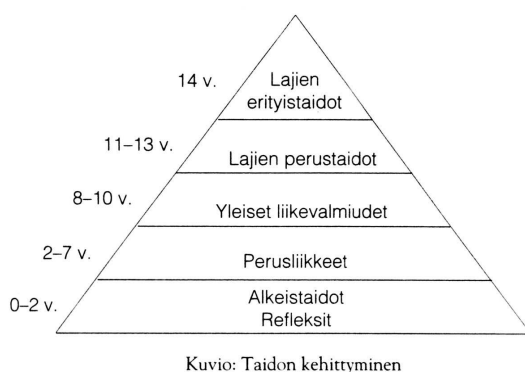 14 v.
Lajien
erityistaidot
11–13 v.
Lajien perustaidot
8–10 v.
Yleiset liikevalmiudet
2–7 v.
Perusliikkeet
0–2 v.
Alkeistaidot
Refleksit
Kuvio: Taidon kehittyminen